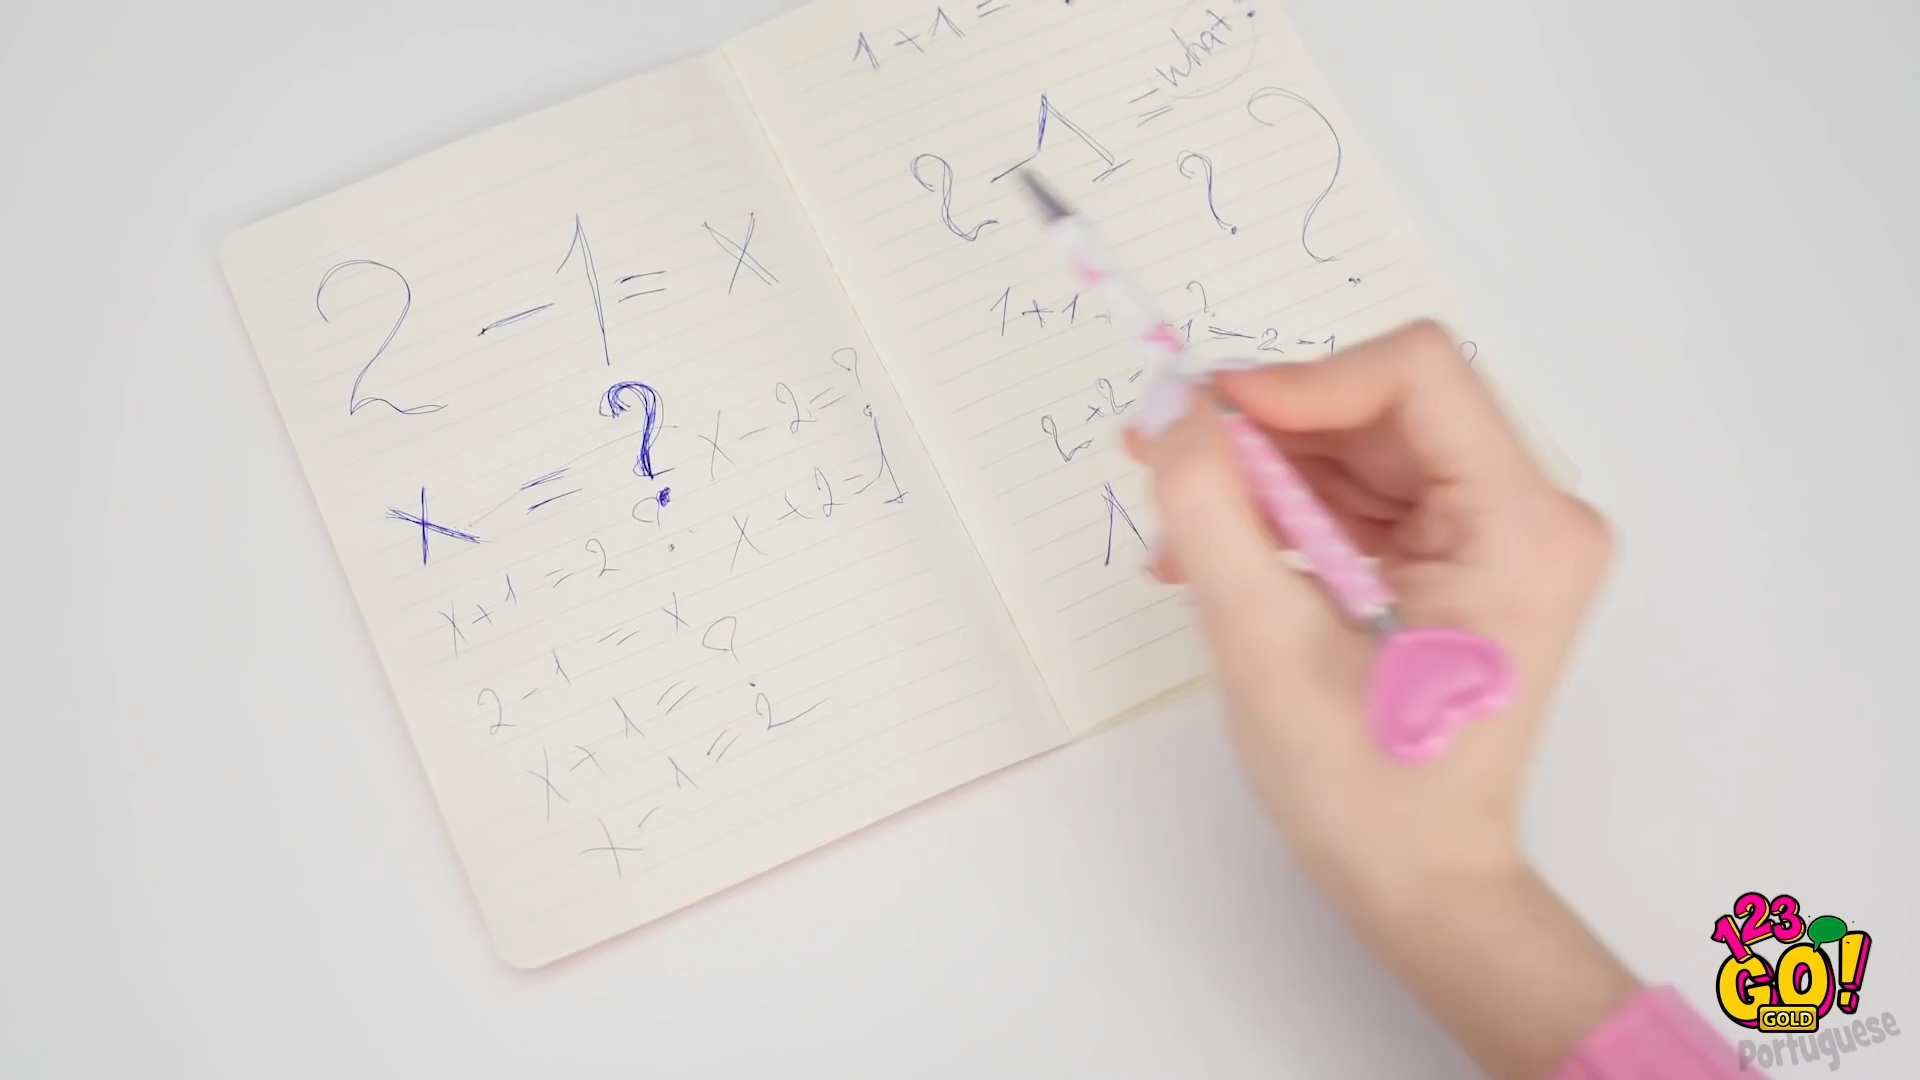 2 - 1 = x
x = ?
x - 2 = ?
x + 2 = 1
x + 1 = 2 ?
2 - 1 = x
x + 1 = ?
x - 1 = 2
1 + 1 =
2 - 1 = what?
? ?
1 + 1
?
1 = 2 - 1
2 + 2 =
1
123
GO!
GOLD
Portuguese